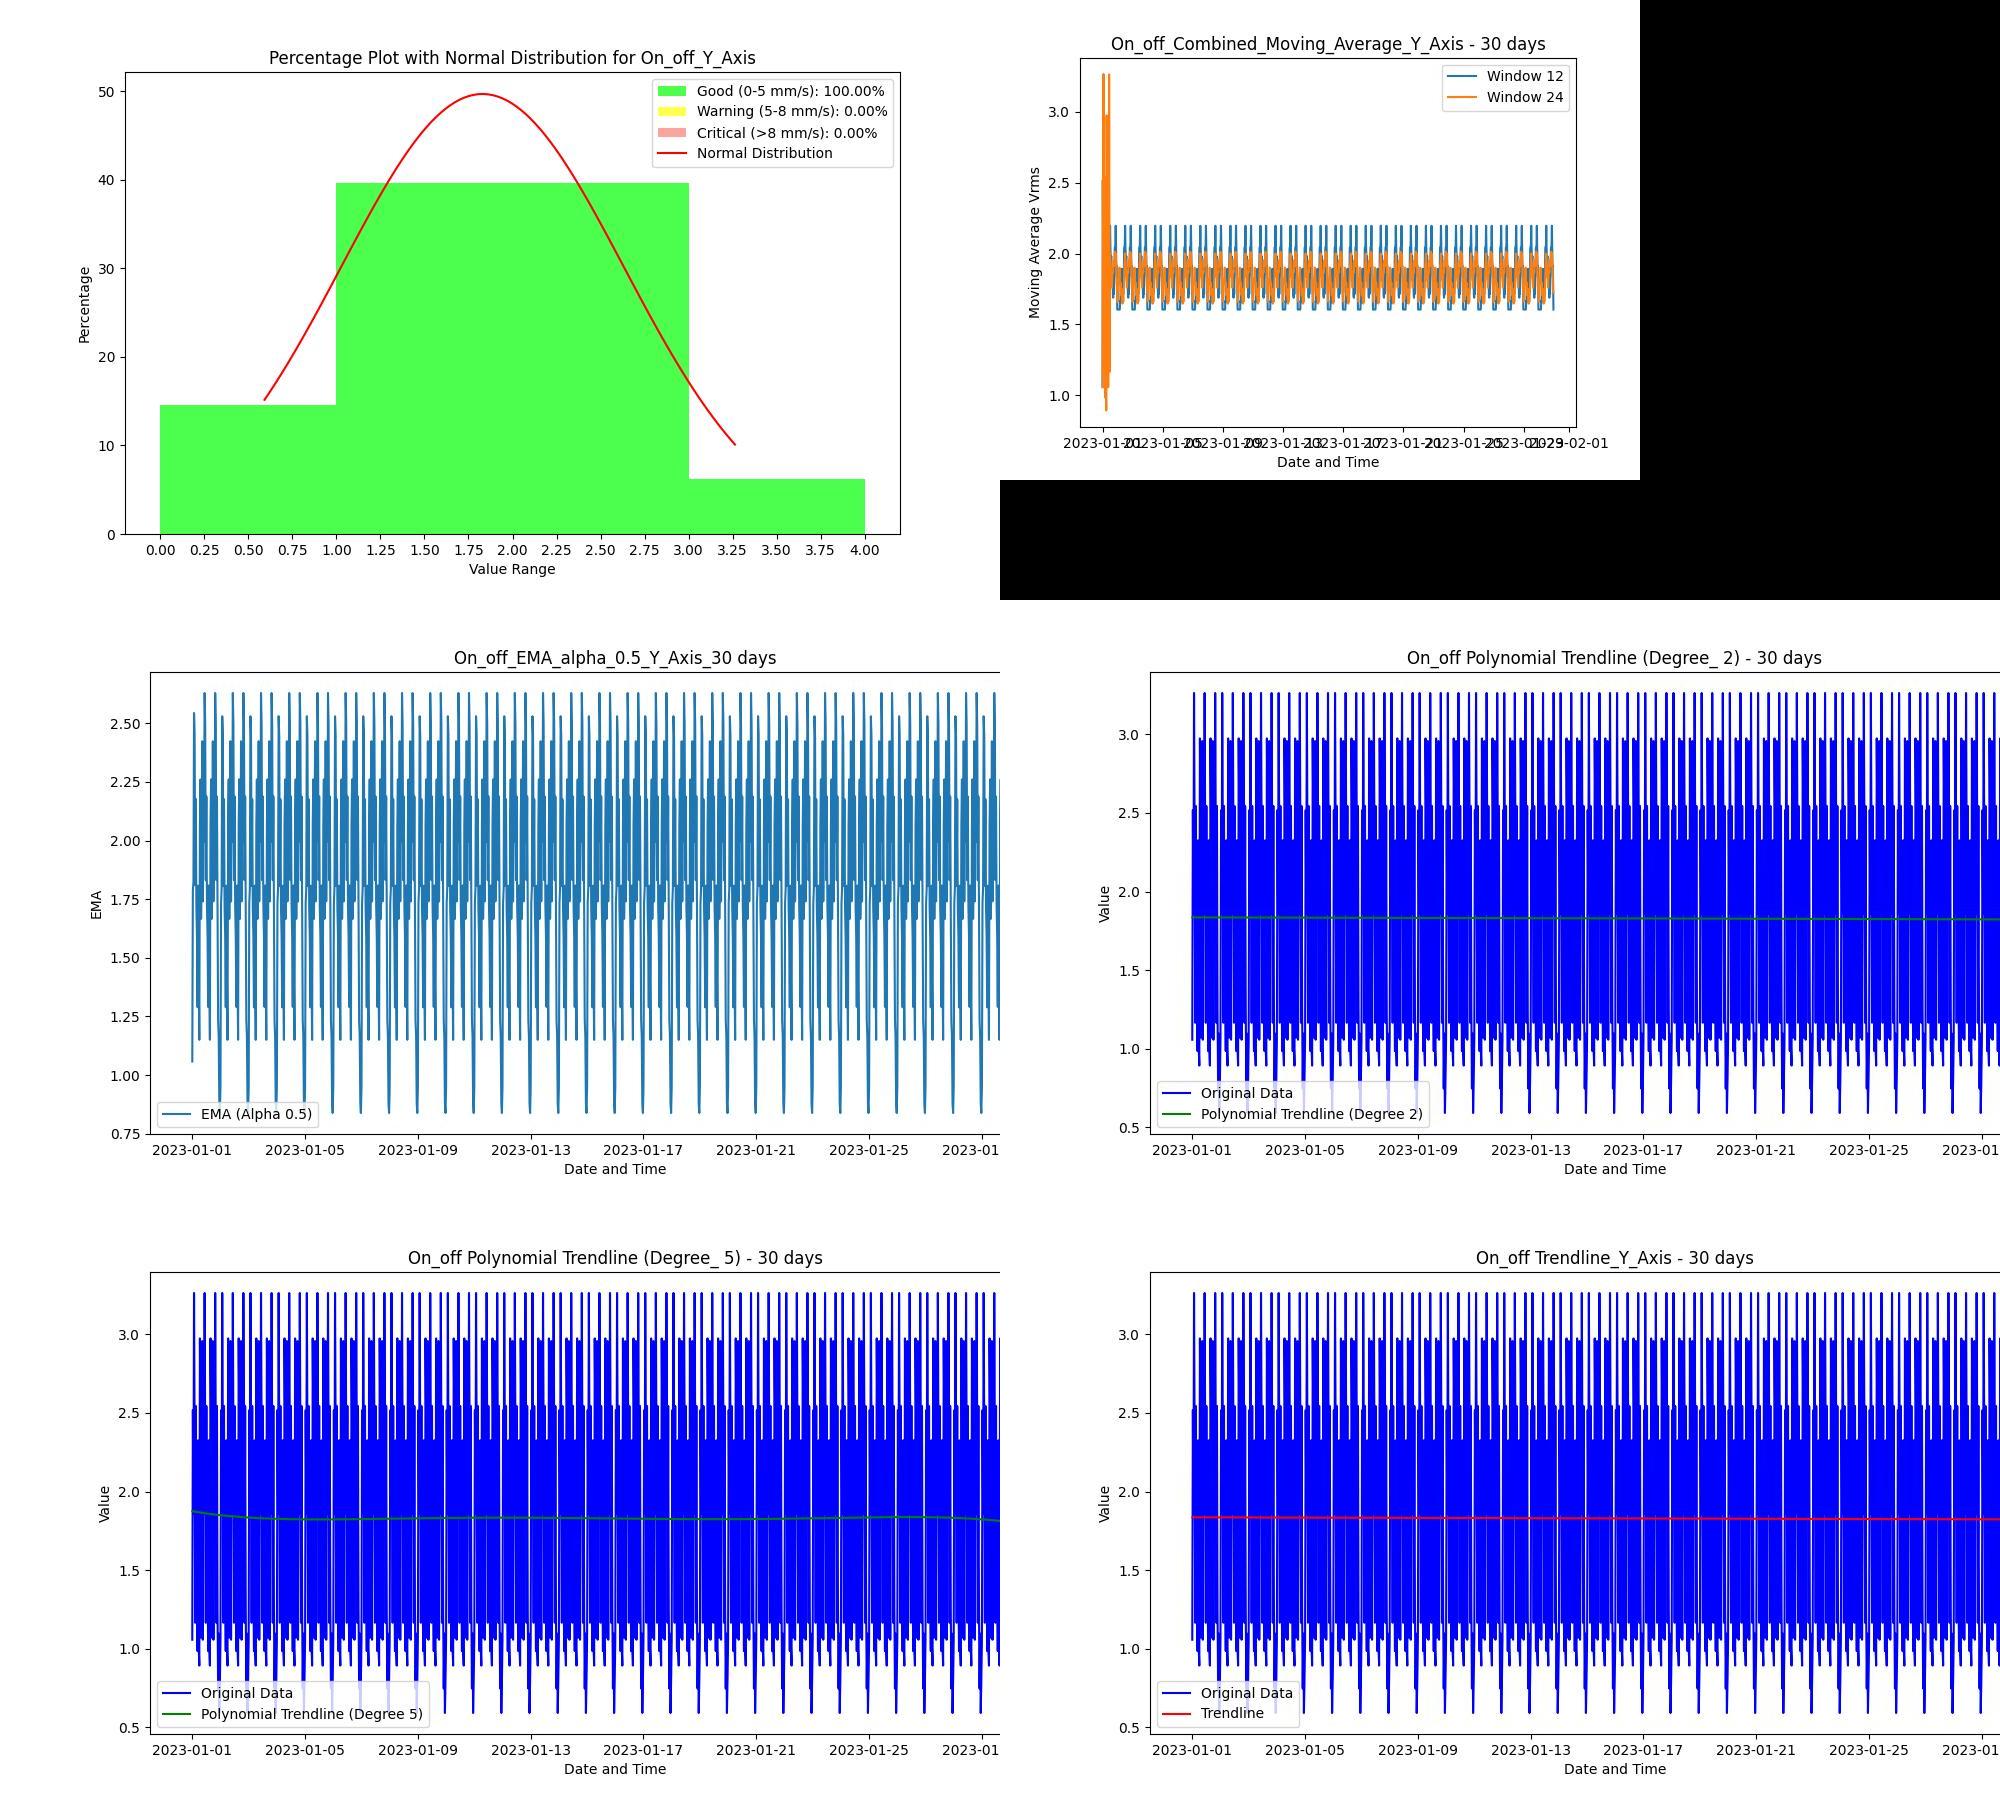 Percentage Plot with Normal Distribution for On_off_Y_Axis
Good (0-5 mm/s): 100.00%
Warning (5-8 mm/s): 0.00%
Critical (>8 mm/s): 0.00%
Normal Distribution
Percentage
50
40
30
20
10
0
0.00 0.25 0.50 0.75 1.00 1.25 1.50 1.75 2.00 2.25 2.50 2.75 3.00 3.25 3.50 3.75 4.00
Value Range
On_off_Combined_Moving_Average_Y_Axis - 30 days
Window 12
Window 24
Moving Average Vrms
3.0
2.5
2.0
1.5
1.0
Date and Time
On_off_EMA_alpha_0.5_Y_Axis_30 days
EMA
2.50
2.25
2.00
1.75
1.50
1.25
1.00
0.75
EMA (Alpha 0.5)
2023-01-01 2023-01-05 2023-01-09 2023-01-13 2023-01-17 2023-01-21 2023-01-25 2023-01
Date and Time
On_off Polynomial Trendline (Degree_ 2) - 30 days
Value
3.0
2.5
2.0
1.5
1.0
0.5
Original Data
Polynomial Trendline (Degree 2)
2023-01-01 2023-01-05 2023-01-09 2023-01-13 2023-01-17 2023-01-21 2023-01-25 2023-01
Date and Time
On_off Polynomial Trendline (Degree_ 5) - 30 days
Value
3.0
2.5
2.0
1.5
1.0
0.5
Original Data
Polynomial Trendline (Degree 5)
2023-01-01 2023-01-05 2023-01-09 2023-01-13 2023-01-17 2023-01-21 2023-01-25 2023-01
Date and Time
On_off Trendline_Y_Axis - 30 days
Value
3.0
2.5
2.0
1.5
1.0
0.5
Original Data
Trendline
2023-01-01 2023-01-05 2023-01-09 2023-01-13 2023-01-17 2023-01-21 2023-01-25 2023-01
Date and Time